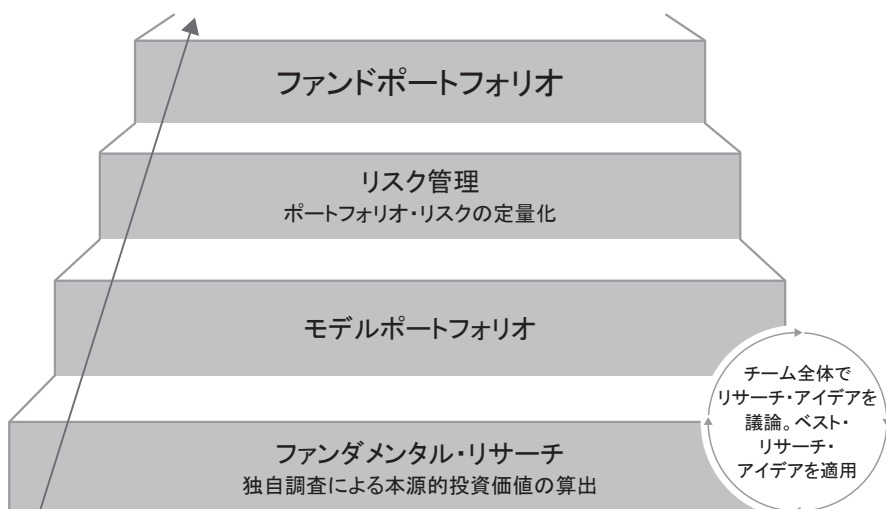 ファンドポートフォリオ
リスク管理
ポートフォリオ・リスクの定量化
モデルポートフォリオ
チーム全体で
リサーチ・アイデアを
議論。ベスト・
リサーチ・
アイデアを適用
ファンダメンタル・リサーチ
独自調査による本源的投資価値の算出